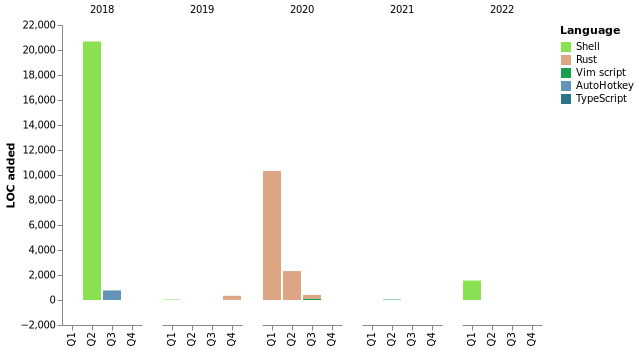 2018 2019 2020 2021 2022
Language
Shell
Rust
Vim script
AutoHotkey
TypeScript
LOC added
22,000
20,000
18,000
16,000
14,000
12,000
10,000
8,000
6,000
4,000
2,000
0
−2,000
Q1 Q2 Q3 Q4 Q1 Q2 Q3 Q4 Q1 Q2 Q3 Q4 Q1 Q2 Q3 Q4 Q1 Q2 Q3 Q4